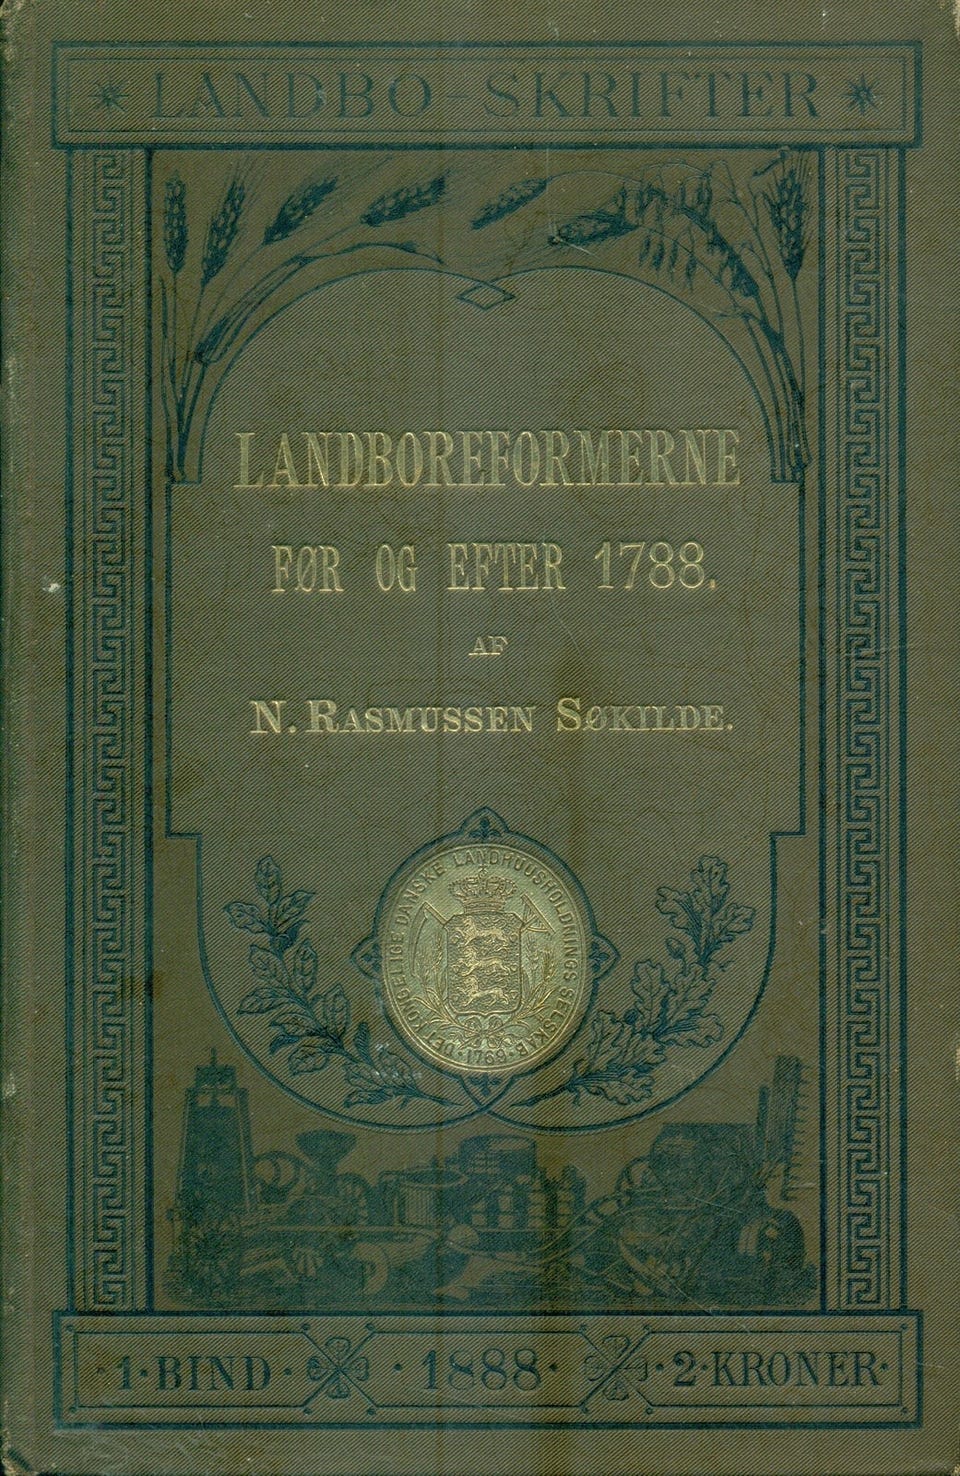 LANDBO-SKRIFTER
LANDBOREFORMERNE
FØR OG EFTER 1788.
AF
N. RASMUSSEN SØKILDE.
DET KONGELIGE DANSKE LANDHUUSHOLDNINGS SELSKAB
·1769·
·1·BIND· ·1888· ·2·KRONER·